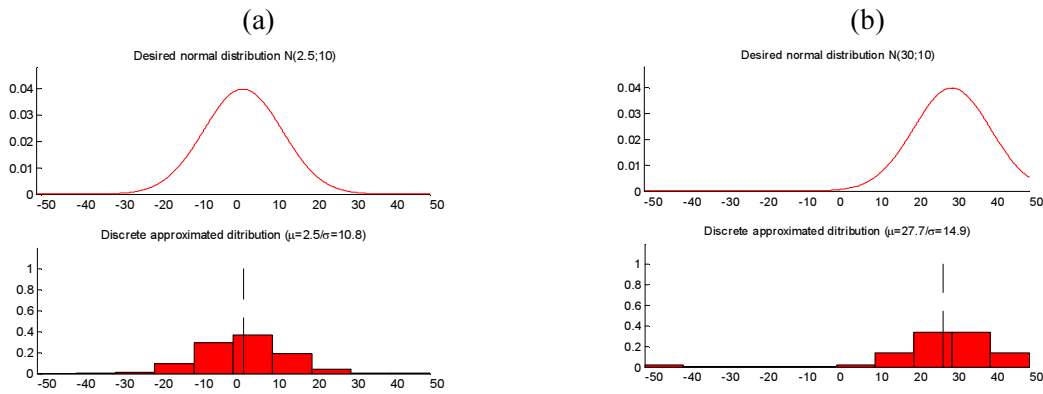 (a)
Desired normal distribution N(2.5;10)
0.04
0.03
0.02
0.01
0
-50 -40 -30 -20 -10 0 10 20 30 40 50
Discrete approximated ditribution (μ=2.5/σ=10.8)
1
0.8
0.6
0.4
0.2
0
-50 -40 -30 -20 -10 0 10 20 30 40 50
(b)
Desired normal distribution N(30;10)
0.04
0.03
0.02
0.01
0
-50 -40 -30 -20 -10 0 10 20 30 40 50
Discrete approximated ditribution (μ=27.7/σ=14.9)
1
0.8
0.6
0.4
0.2
0
-50 -40 -30 -20 -10 0 10 20 30 40 50